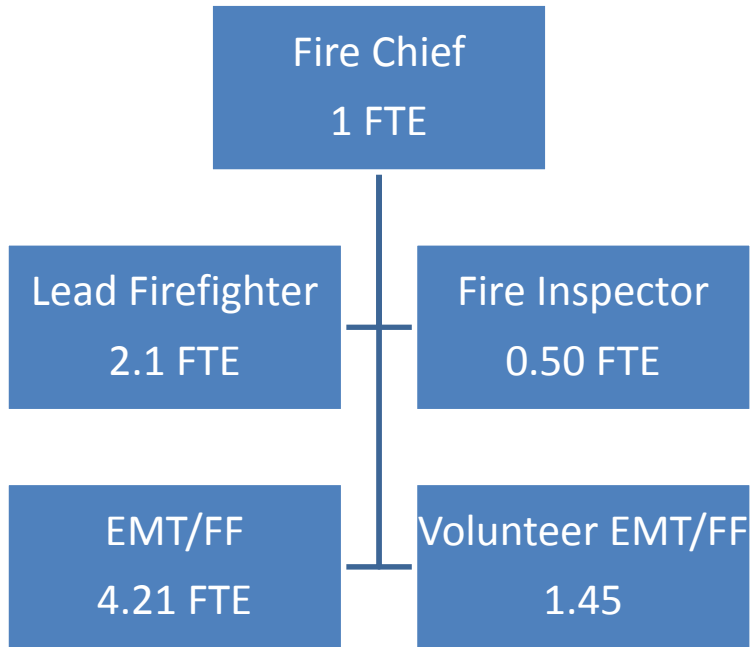 Fire Chief
1 FTE
Lead Firefighter
2.1 FTE
Fire Inspector
0.50 FTE
EMT/FF
4.21 FTE
Volunteer EMT/FF
1.45